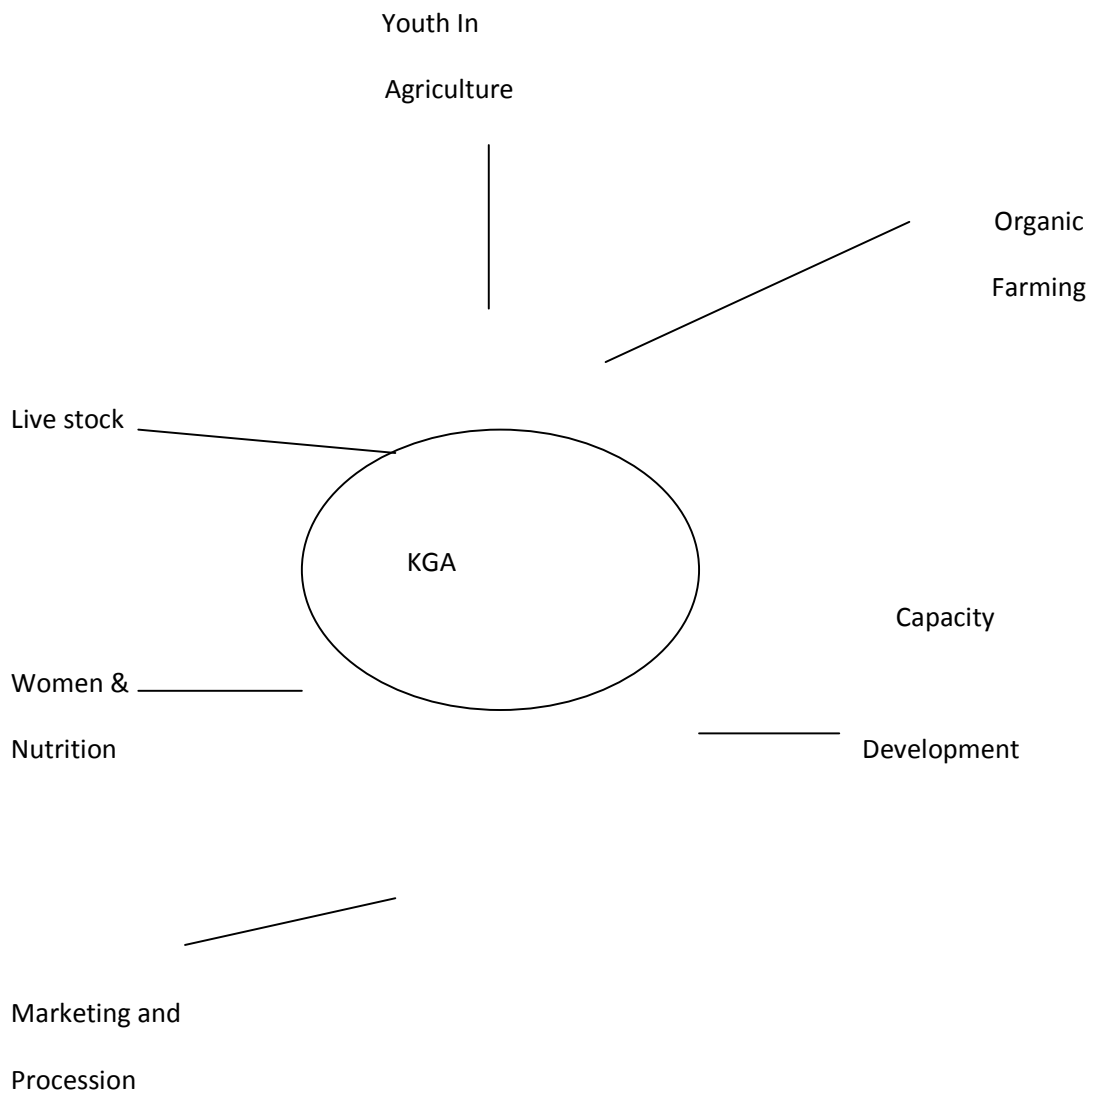 Youth In
Agriculture
Organic
Farming
Live stock
KGA
Capacity
Women &
Nutrition
Development
Marketing and
Procession